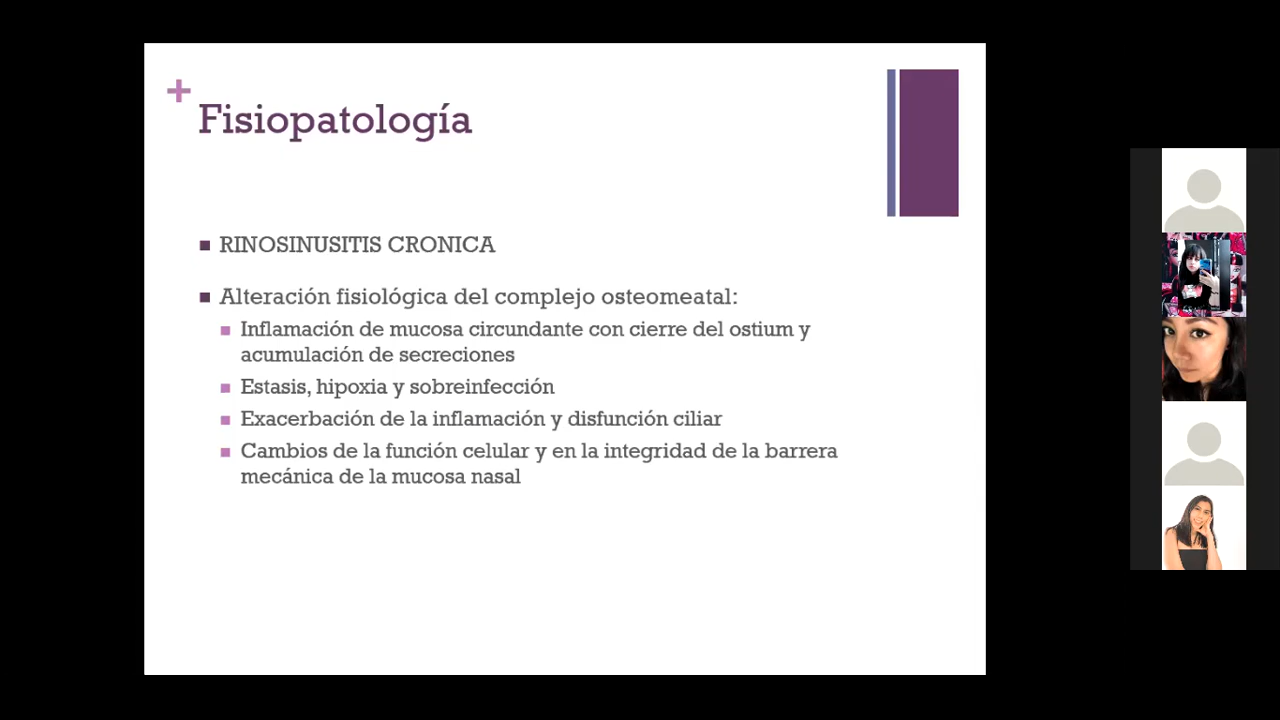 +
Fisiopatología
RINOSINUSITIS CRONICA
Alteración fisiológica del complejo osteomeatal:
Inflamación de mucosa circundante con cierre del ostium y
acumulación de secreciones
Estasis, hipoxia y sobreinfección
Exacerbación de la inflamación y disfunción ciliar
Cambios de la función celular y en la integridad de la barrera
mecánica de la mucosa nasal